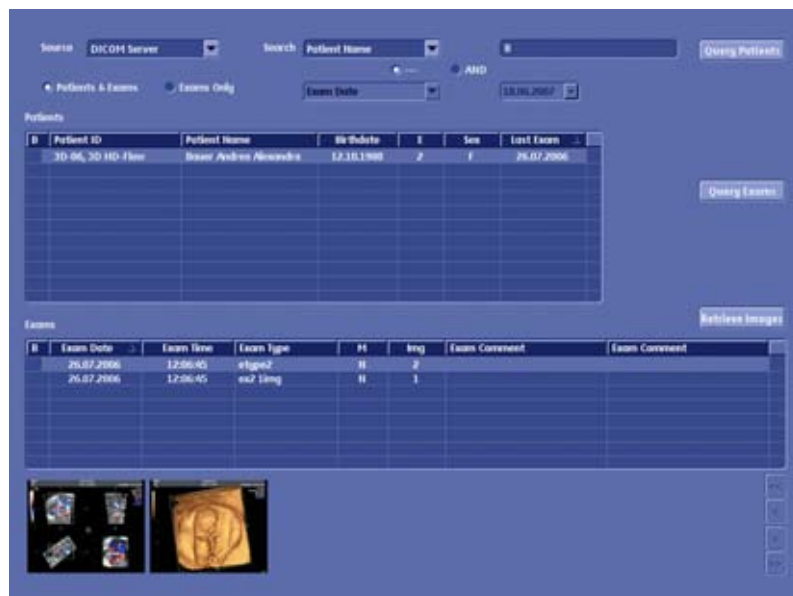 Source DICOM Server Search Patient Name B Query Patients
--- AND
Patients & Exams Exams Only Exam Date 18.06.2007
Patients
B Patient ID Patient Name Birthdate E Sex Last Exam
3D-06, 3D HD-Flow Bauer Andrea Alexandra 12.10.1980 2 F 26.07.2006
Query Exams
Retrieve Images
Exams
B Exam Date Exam Time Exam Type M Img Exam Comment Exam Comment
26.07.2006 12:06:45 etype2 N 2
26.07.2006 12:06:45 ex2 1img N 1
<<
<
>
>>